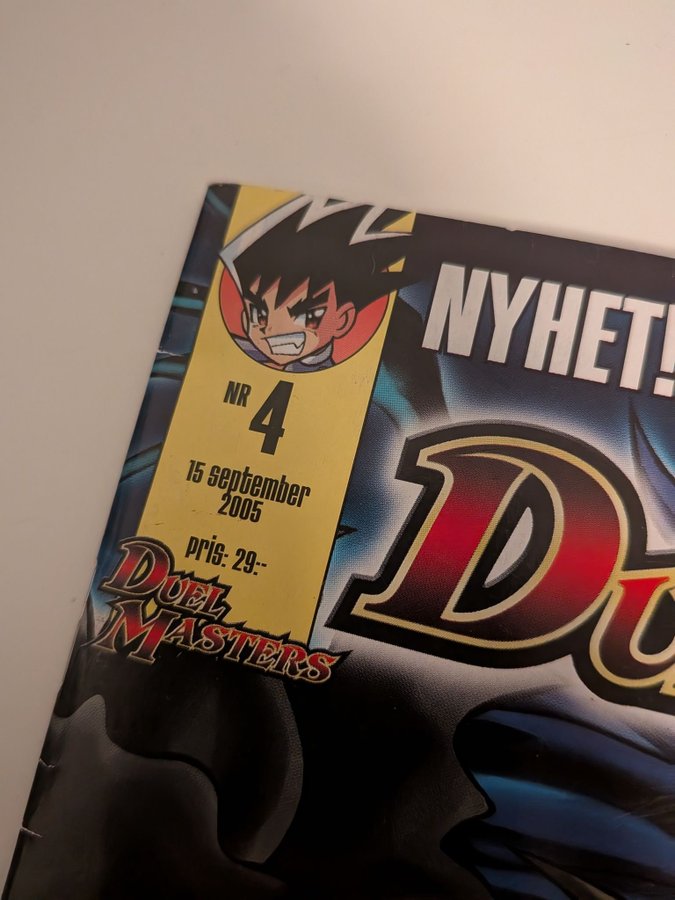 NYHET!
NR 4
15 september
2005
pris: 29:-
DUEL
MASTERS